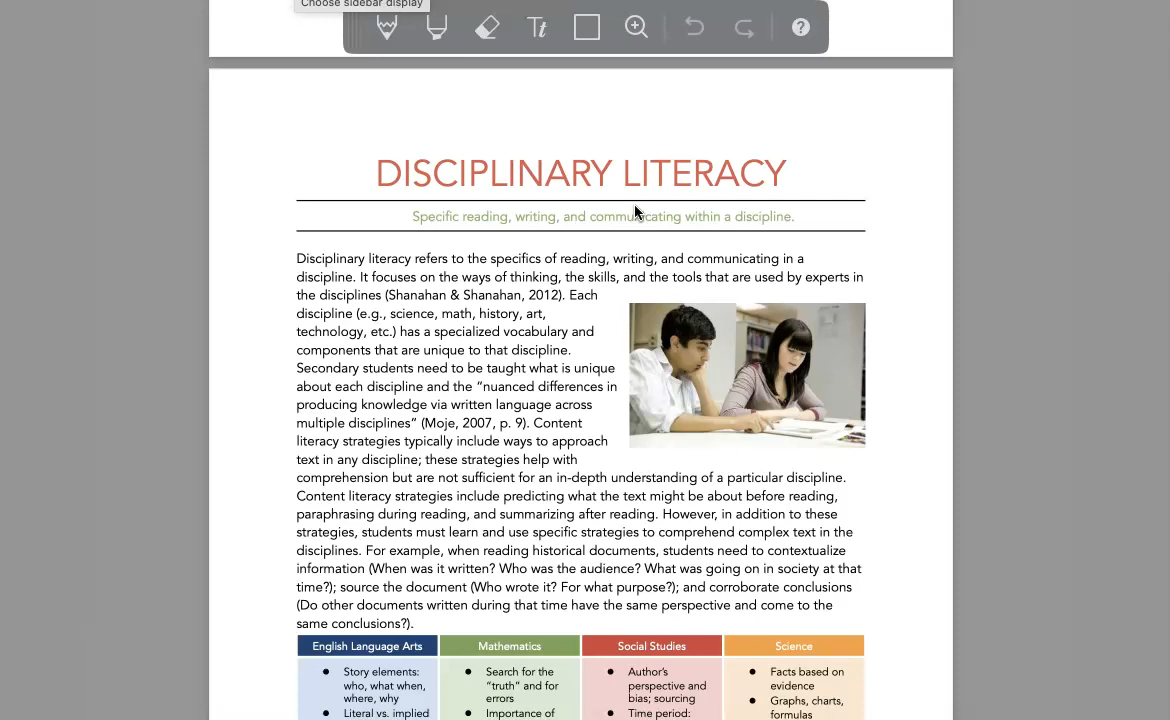 Choose sidebar display
DISCIPLINARY LITERACY
Specific reading, writing, and communicating within a discipline.
Disciplinary literacy refers to the specifics of reading, writing, and communicating in a
discipline. It focuses on the ways of thinking, the skills, and the tools that are used by experts in
the disciplines (Shanahan & Shanahan, 2012). Each
discipline (e.g., science, math, history, art,
technology, etc.) has a specialized vocabulary and
components that are unique to that discipline.
Secondary students need to be taught what is unique
about each discipline and the “nuanced differences in
producing knowledge via written language across
multiple disciplines” (Moje, 2007, p. 9). Content
literacy strategies typically include ways to approach
text in any discipline; these strategies help with
comprehension but are not sufficient for an in-depth understanding of a particular discipline.
Content literacy strategies include predicting what the text might be about before reading,
paraphrasing during reading, and summarizing after reading. However, in addition to these
strategies, students must learn and use specific strategies to comprehend complex text in the
disciplines. For example, when reading historical documents, students need to contextualize
information (When was it written? Who was the audience? What was going on in society at that
time?); source the document (Who wrote it? For what purpose?); and corroborate conclusions
(Do other documents written during that time have the same perspective and come to the
same conclusions?).
English Language Arts
● Story elements:
who, what when,
where, why
● Literal vs. implied
Mathematics
● Search for the
“truth” and for
errors
● Importance of
Social Studies
● Author’s
perspective and
bias; sourcing
● Time period:
Science
● Facts based on
evidence
● Graphs, charts,
formulas